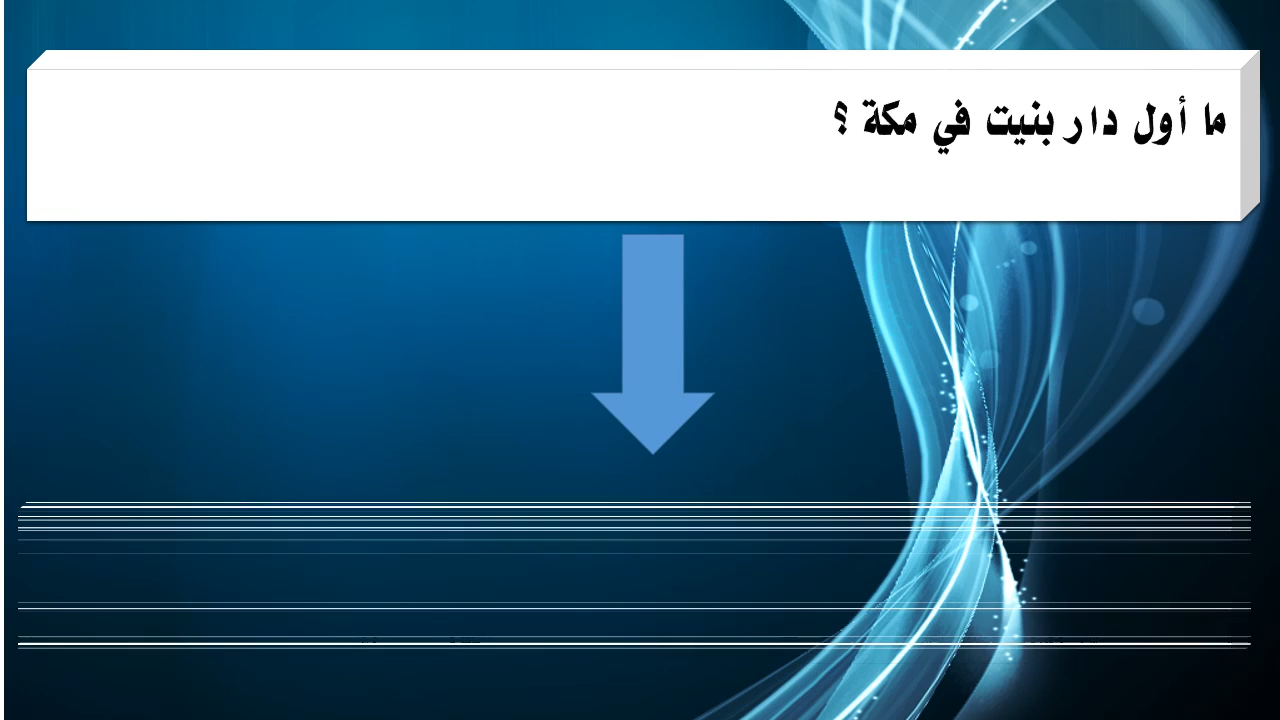 ما أول دار بنيت في مكة ؟